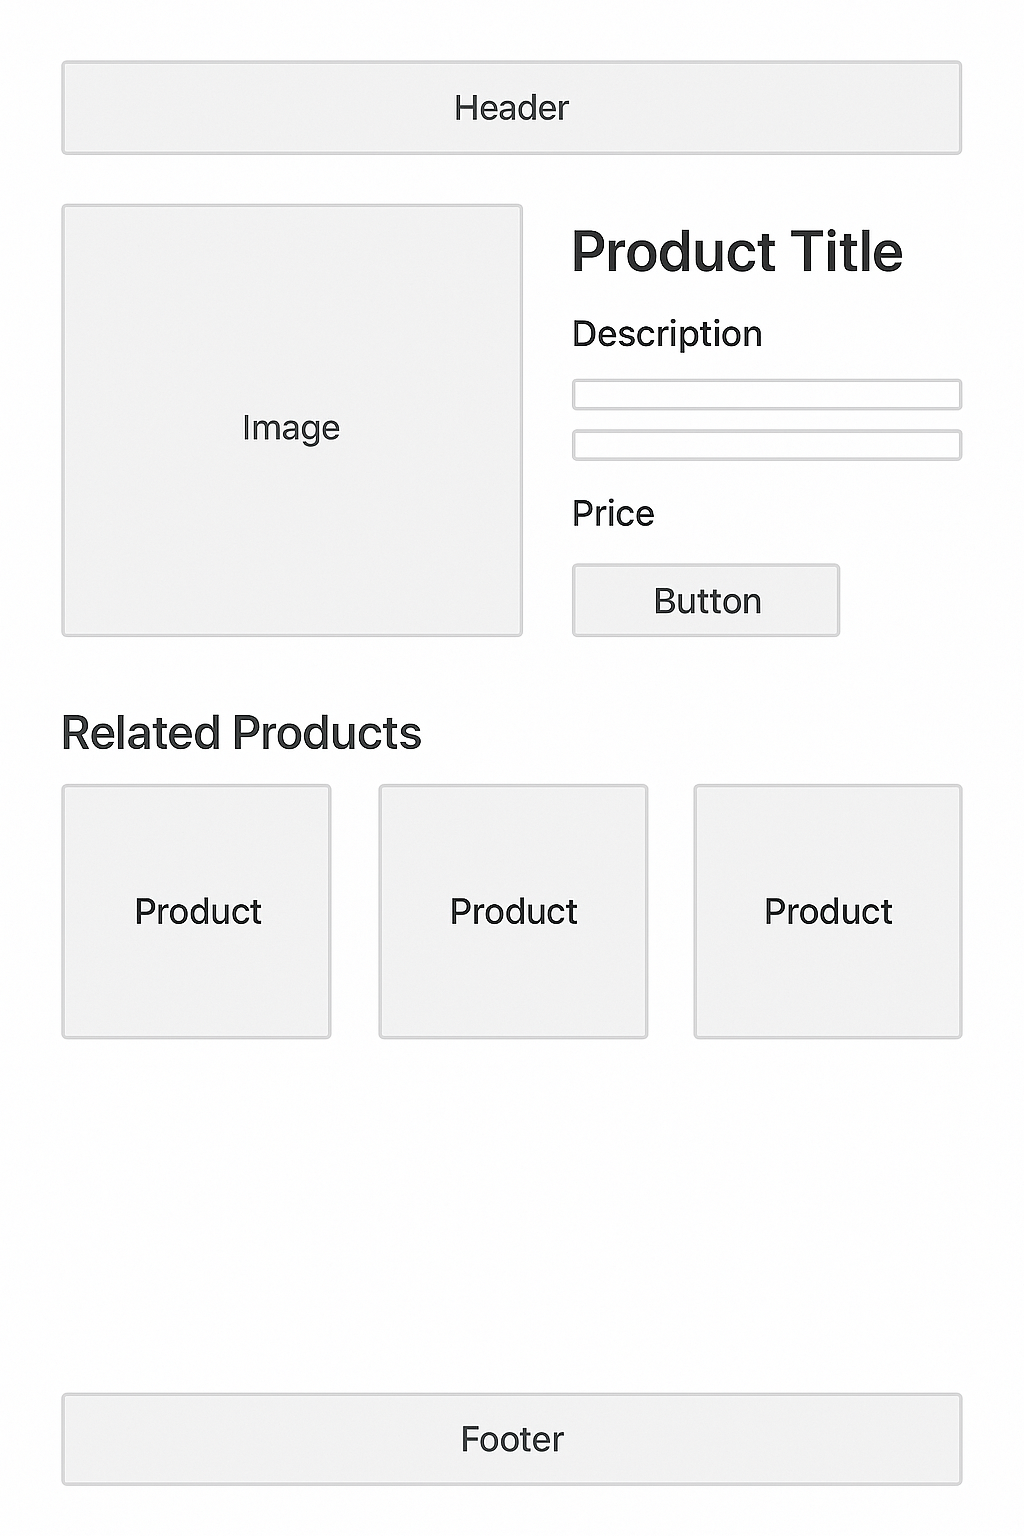 Header
Image
Product Title
Description
Price
Button
Related Products
Product
Product
Product
Footer